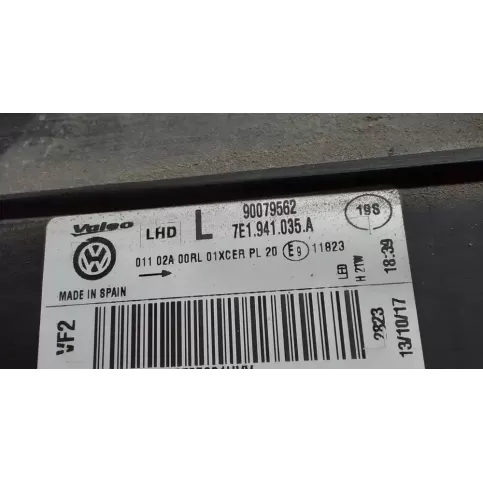 Valeo LHD L 90079562 19S
7E1.941.035.A
011 02A 00RL 01XCER PL 20 E9 11823
MADE IN SPAIN
LED
H 21W
18:39
VF2
2823
13/10/17